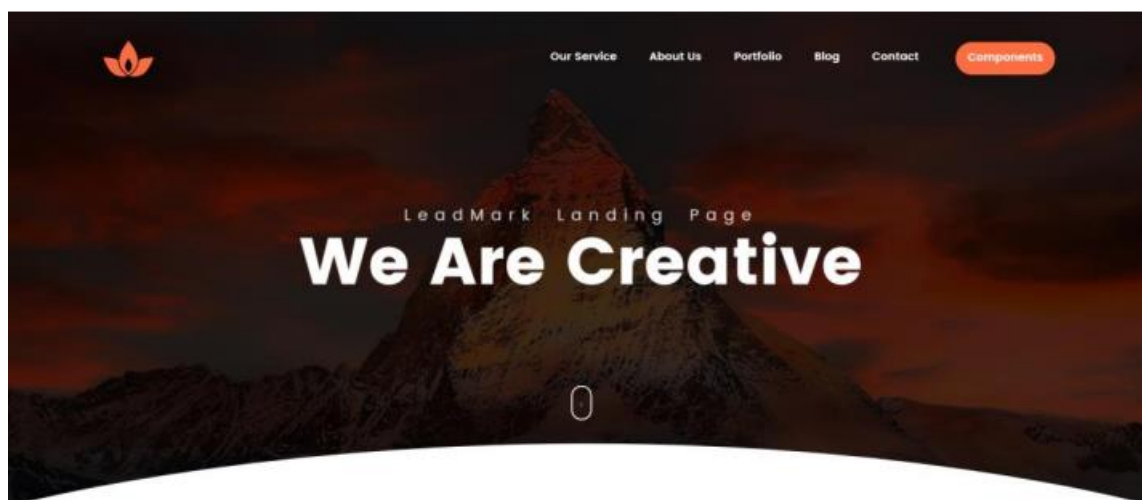 Our Service About Us Portfolio Blog Contact Components
LeadMark Landing Page
We Are Creative